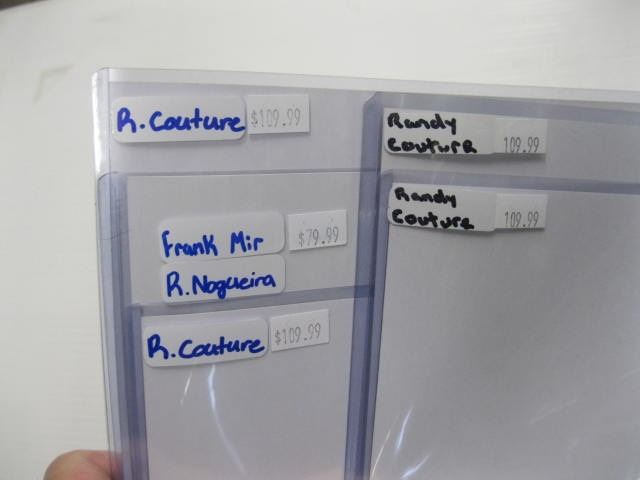 R. Couture $109.99
Frank Mir $79.99
R. Nogueira
R. Couture $109.99
Randy
Couture 109.99
Randy
Couture 109.99